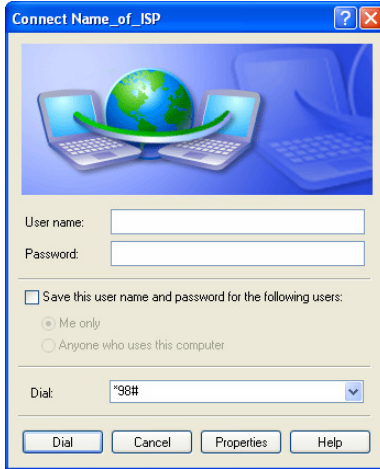 Connect Name_of_ISP
User name:
Password:
Save this user name and password for the following users:
Me only
Anyone who uses this computer
Dial: *98#
Dial Cancel Properties Help